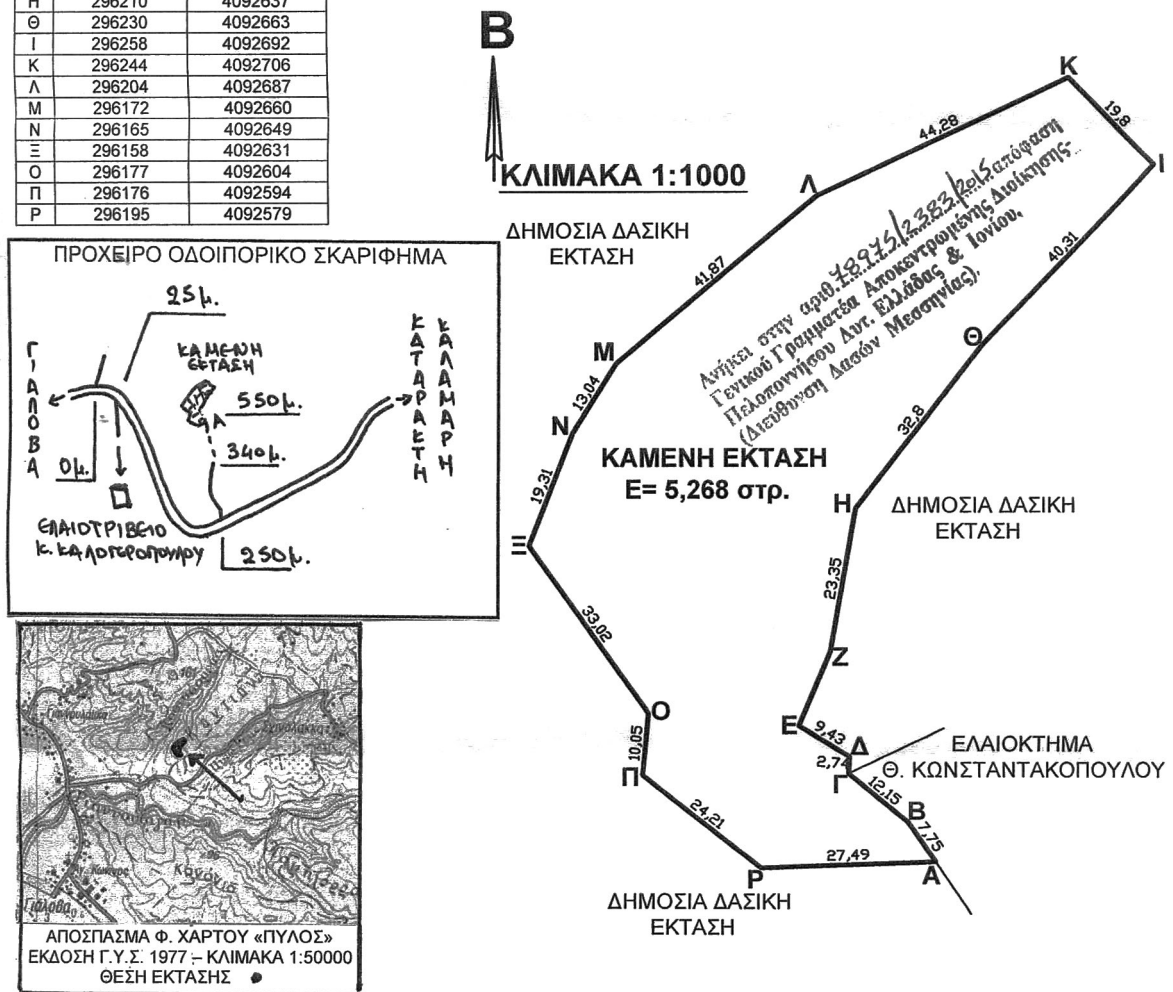 Η 296210 4092637
Θ 296230 4092663
Ι 296258 4092692
Κ 296244 4092706
Λ 296204 4092687
Μ 296172 4092660
Ν 296165 4092649
Ξ 296158 4092631
Ο 296177 4092604
Π 296176 4092594
Ρ 296195 4092579
Β
ΚΛΙΜΑΚΑ 1:1000
ΔΗΜΟΣΙΑ ΔΑΣΙΚΗ
ΕΚΤΑΣΗ
Κ
19,8
Ι
44,28
Λ
40,31
41,87
Θ
Μ
32,8
13,04
Ν
19,31
Ξ
Η
23,35
33,02
Ζ
Ο
Ε
9,43
Δ
2,74
Γ
10,05
Π
12,15
Β
7,75
24,21
27,49
Ρ
Α
Ανήκει στην αριθ. 78975/2383/2015 απόφαση
Γενικού Γραμματέα Αποκεντρωμένης Διοίκησης
Πελοποννήσου Δυτ. Ελλάδας & Ιονίου,
(Διεύθυνση Δασών Μεσσηνίας).
ΚΑΜΕΝΗ ΕΚΤΑΣΗ
Ε= 5,268 στρ.
ΔΗΜΟΣΙΑ ΔΑΣΙΚΗ
ΕΚΤΑΣΗ
ΕΛΑΙΟΚΤΗΜΑ
Θ. ΚΩΝΣΤΑΝΤΑΚΟΠΟΥΛΟΥ
ΔΗΜΟΣΙΑ ΔΑΣΙΚΗ
ΕΚΤΑΣΗ
ΠΡΟΧΕΙΡΟ ΟΔΟΙΠΟΡΙΚΟ ΣΚΑΡΙΦΗΜΑ
25μ.
ΓΙΑΛΟΒΑ
ΚΑΜΕΝΗ
ΕΚΤΑΣΗ
Α
550μ.
340μ.
0μ.
250μ.
ΚΑΤΑΡΑΚΤΗ
ΚΑΛΑΜΑΡΗ
ΕΛΑΙΟΤΡΙΒΕΙΟ
Κ. ΚΑΛΟΓΕΡΟΠΟΥΛΟΥ
Γιάλοβα
ΑΠΟΣΠΑΣΜΑ Φ. ΧΑΡΤΟΥ «ΠΥΛΟΣ»
ΕΚΔΟΣΗ Γ.Υ.Σ. 1977 – ΚΛΙΜΑΚΑ 1:50000
ΘΕΣΗ ΕΚΤΑΣΗΣ